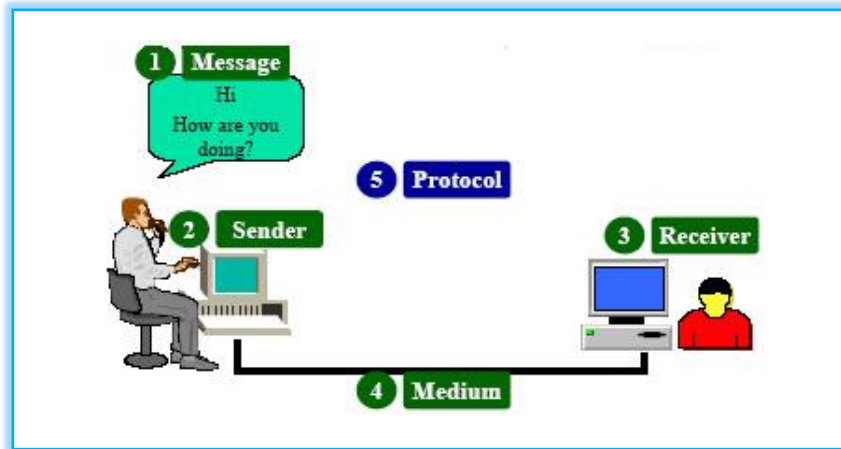 1 Message
Hi
How are you
doing?
5 Protocol
2 Sender
3 Receiver
4 Medium